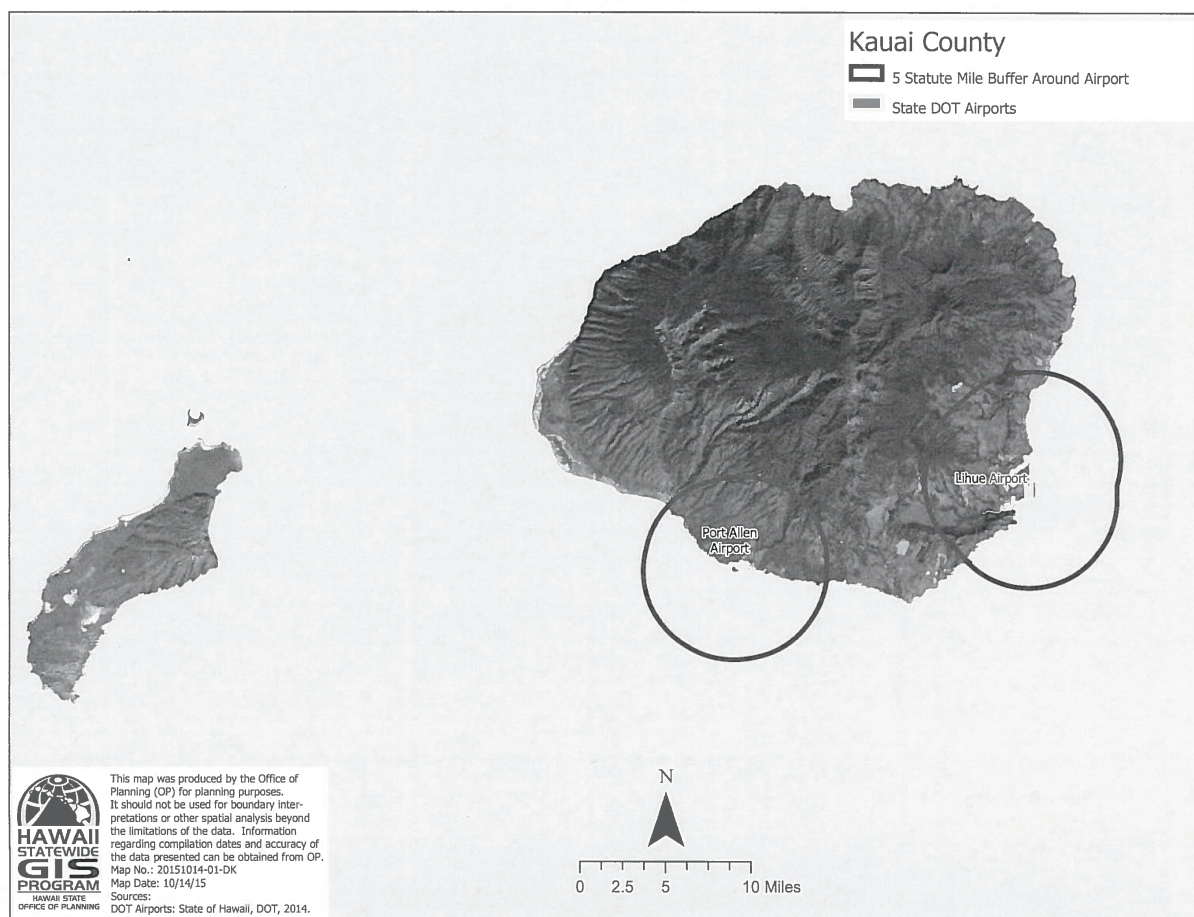 Kauai County
5 Statute Mile Buffer Around Airport
State DOT Airports
Lihue Airport
Port Allen
Airport
N
0 2.5 5 10 Miles
HAWAII
STATEWIDE
GIS
PROGRAM
HAWAII STATE
OFFICE OF PLANNING
This map was produced by the Office of
Planning (OP) for planning purposes.
It should not be used for boundary inter-
pretations or other spatial analysis beyond
the limitations of the data. Information
regarding compilation dates and accuracy of
the data presented can be obtained from OP.
Map No.: 20151014-01-DK
Map Date: 10/14/15
Sources:
DOT Airports: State of Hawaii, DOT, 2014.